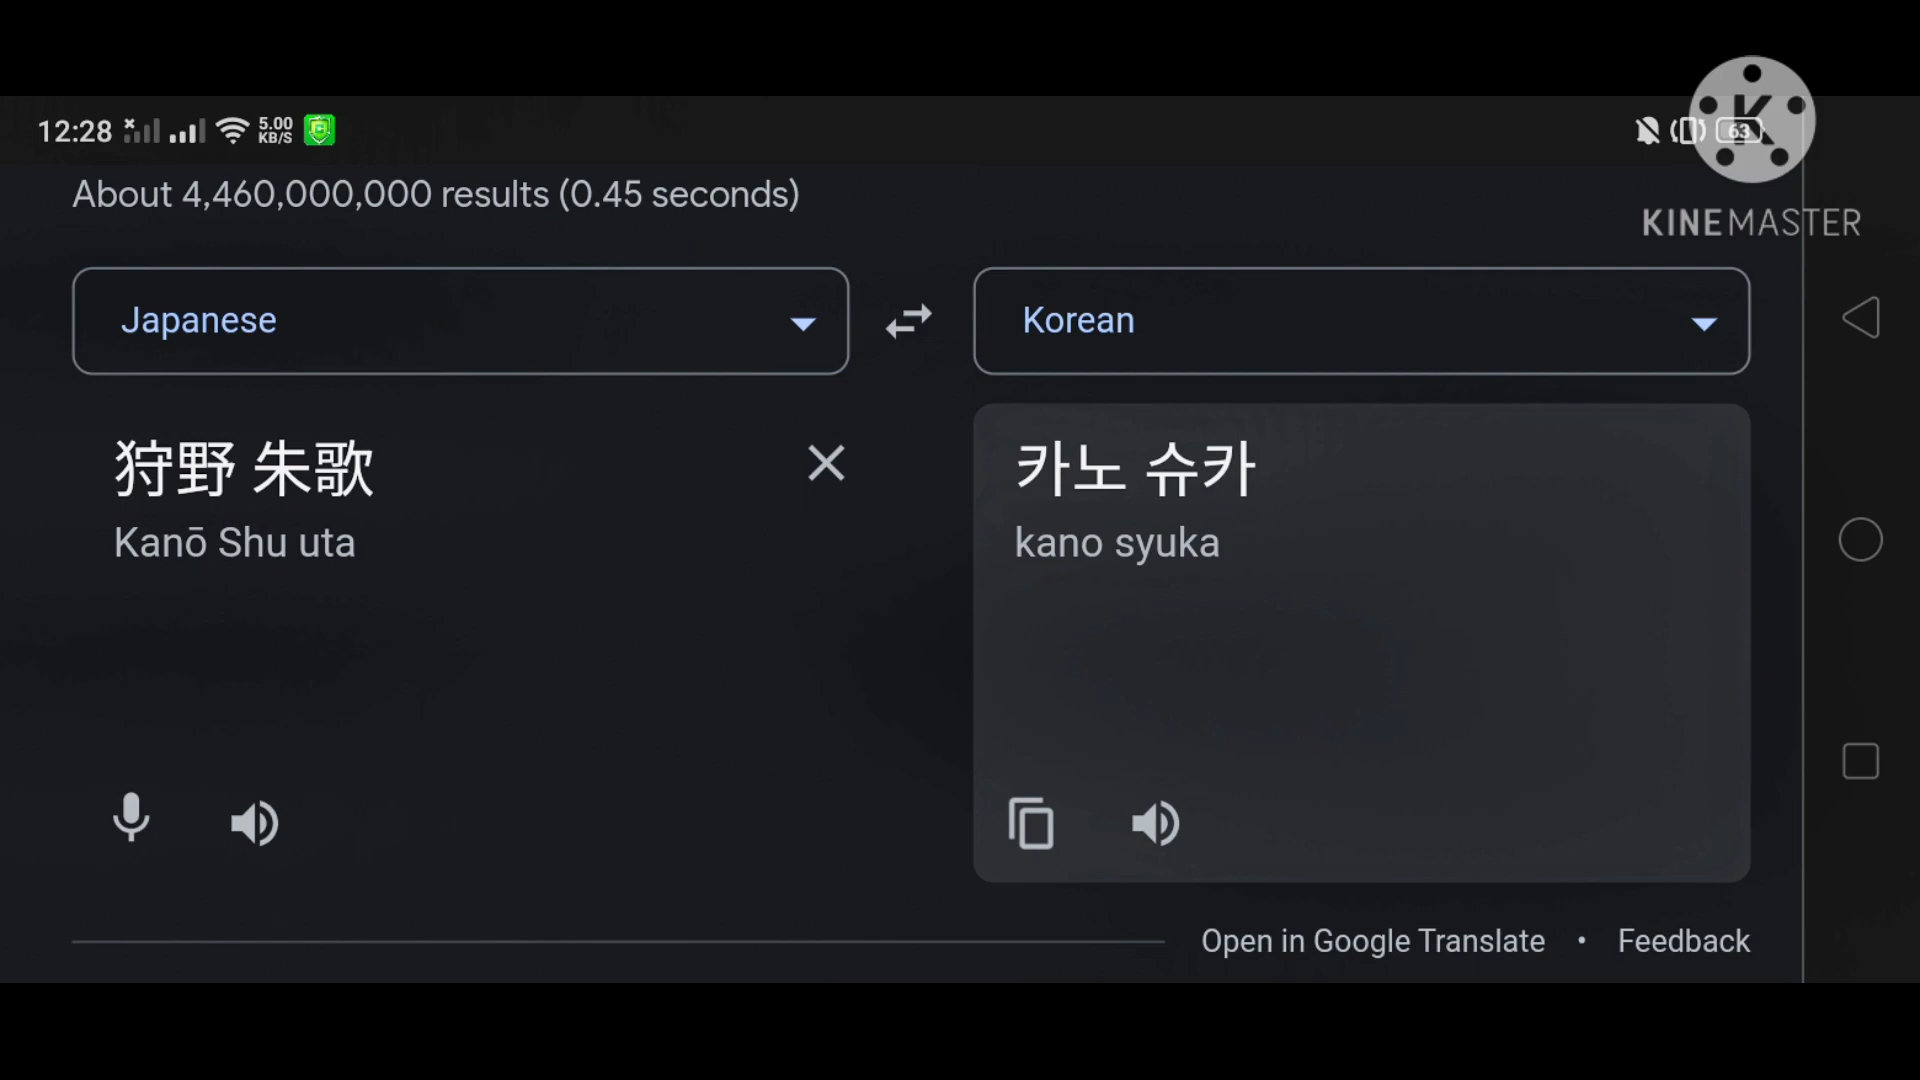 12:28 5.00 KB/S 63
About 4,460,000,000 results (0.45 seconds)
KINEMASTER
Japanese Korean
狩野 朱歌 카노 슈카
Kanō Shu uta kano syuka
Open in Google Translate • Feedback